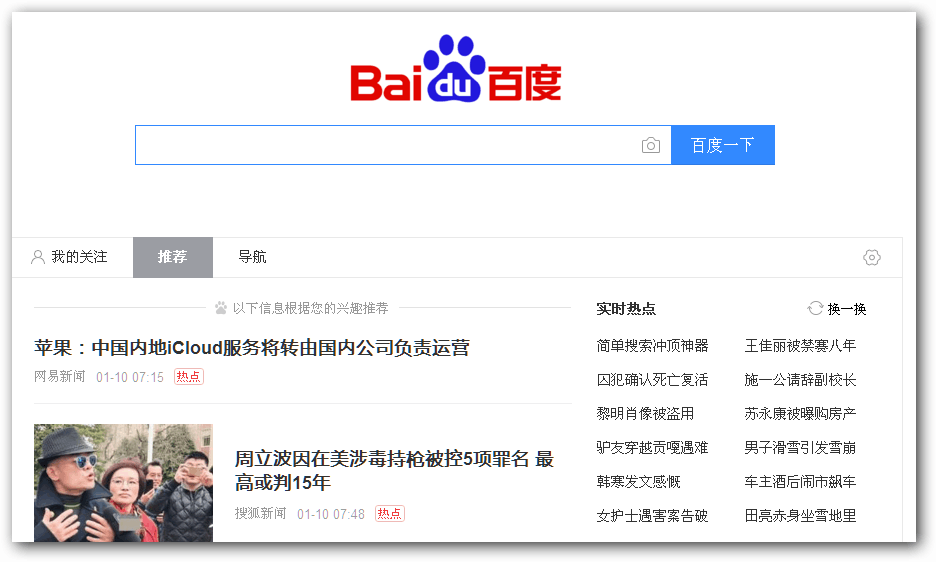 Bai du 百度
百度一下
我的关注 推荐 导航
以下信息根据您的兴趣推荐
苹果：中国内地iCloud服务将转由国内公司负责运营
网易新闻 01-10 07:15 热点
周立波因在美涉毒持枪被控5项罪名 最
高或判15年
搜狐新闻 01-10 07:48 热点
实时热点 换一换
简单搜索冲顶神器 王佳丽被禁赛八年
囚犯确认死亡复活 施一公请辞副校长
黎明肖像被盗用 苏永康被曝购房产
驴友穿越贡嘎遇难 男子滑雪引发雪崩
韩寒发文感慨 车主酒后闹市飙车
女护士遇害案告破 田亮赤身坐雪地里